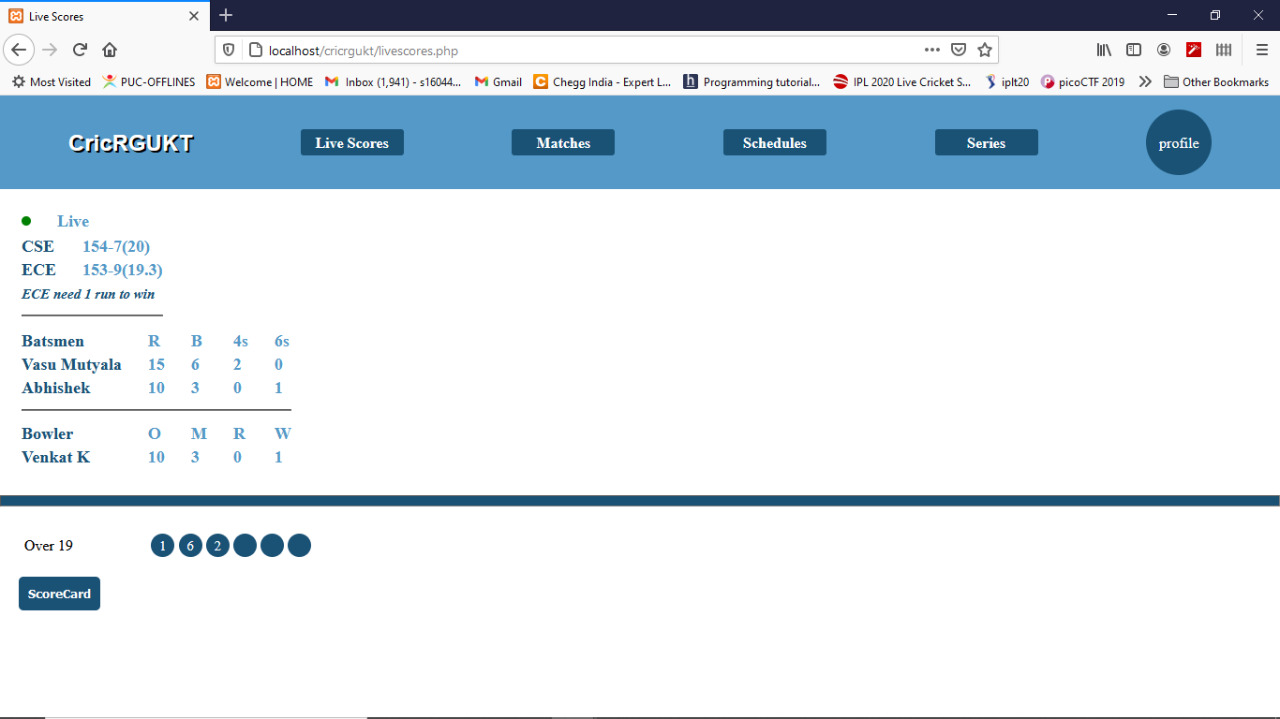 Live Scores
localhost/cricrgukt/livescores.php
Most Visited PUC-OFFLINES Welcome | HOME Inbox (1,941) - s16044... Gmail Chegg India - Expert L... Programming tutorial... IPL 2020 Live Cricket S... iplt20 picoCTF 2019 Other Bookmarks
CricRGUKT Live Scores Matches Schedules Series profile
Live
CSE 154-7(20)
ECE 153-9(19.3)
ECE need 1 run to win
Batsmen R B 4s 6s
Vasu Mutyala 15 6 2 0
Abhishek 10 3 0 1
Bowler O M R W
Venkat K 10 3 0 1
Over 19 1 6 2
ScoreCard